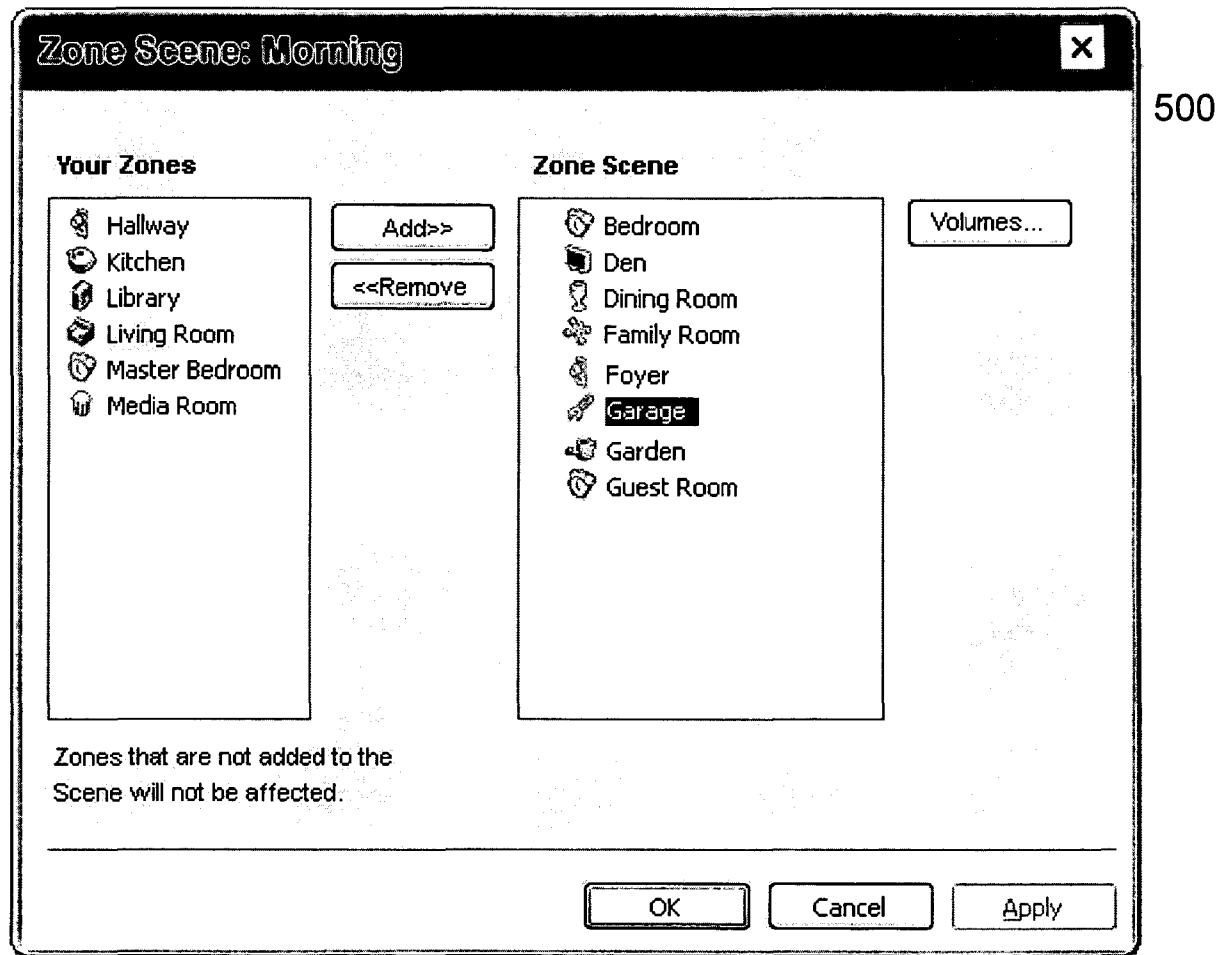 Zone Scene: Morning
500
Your Zones
Hallway
Kitchen
Library
Living Room
Master Bedroom
Media Room
Add>>
<<Remove
Zone Scene
Bedroom
Den
Dining Room
Family Room
Foyer
Garage
Garden
Guest Room
Volumes...
Zones that are not added to the
Scene will not be affected.
OK
Cancel
Apply